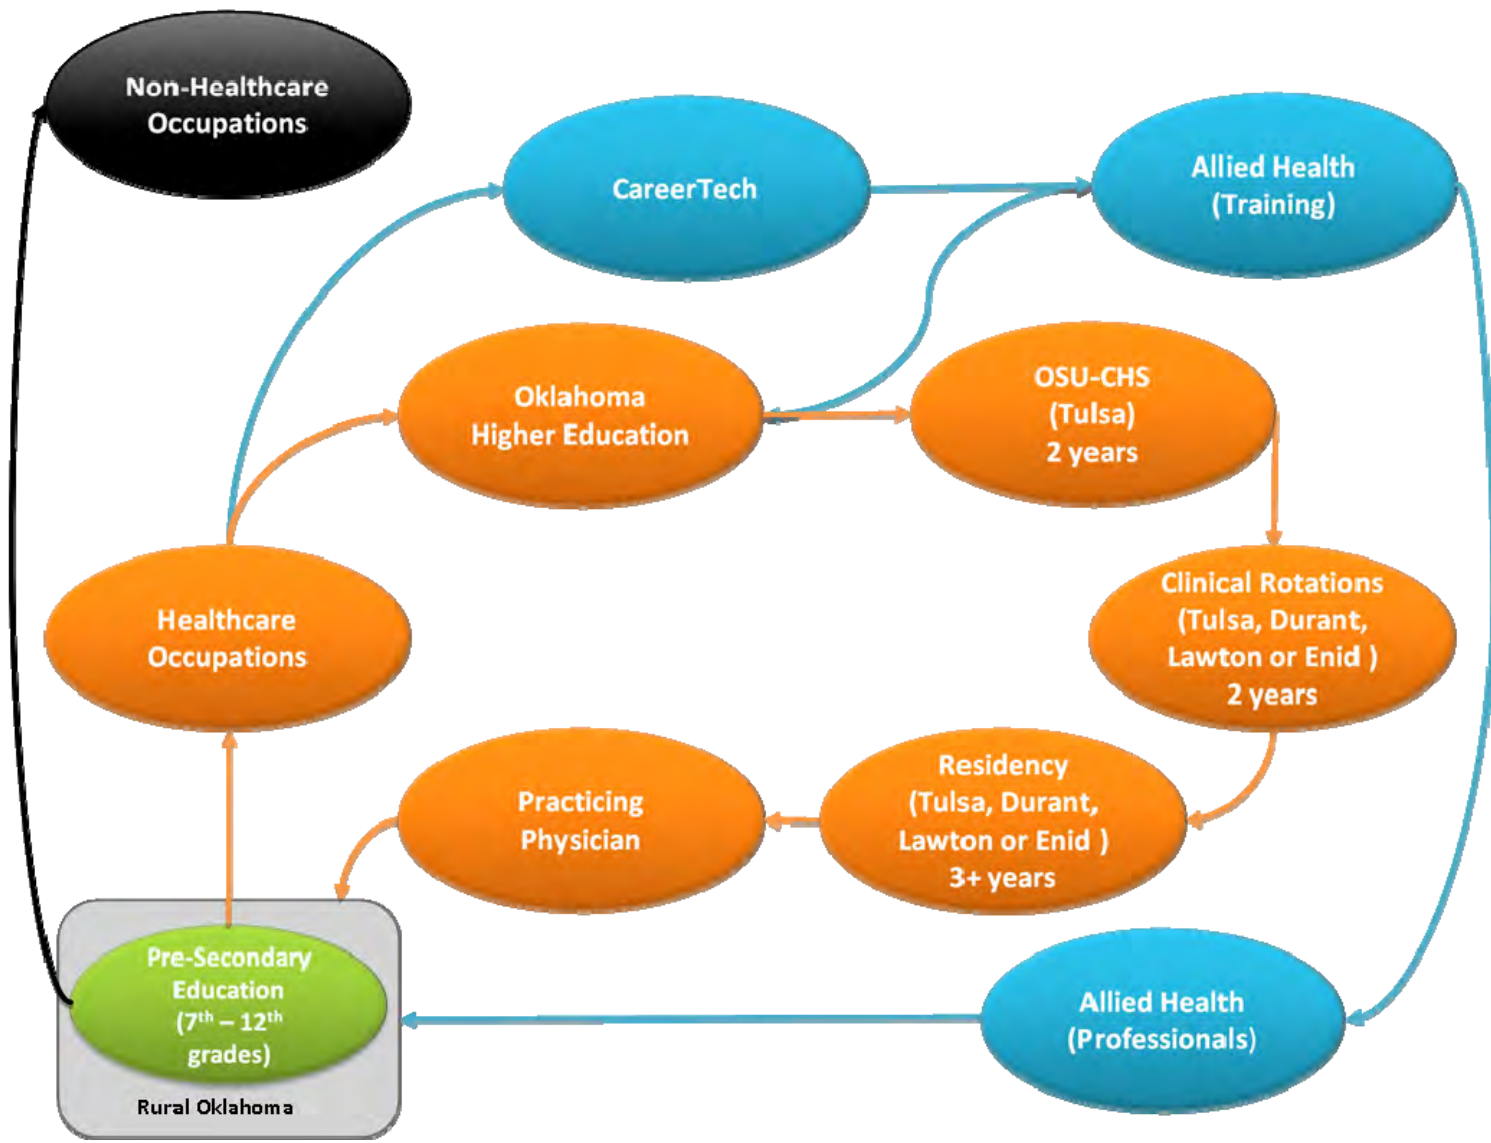 Non-Healthcare
Occupations
CareerTech
Allied Health
(Training)
Oklahoma
Higher Education
OSU-CHS
(Tulsa)
2 years
Healthcare
Occupations
Clinical Rotations
(Tulsa, Durant,
Lawton or Enid )
2 years
Residency
(Tulsa, Durant,
Lawton or Enid )
3+ years
Practicing
Physician
Pre-Secondary
Education
(7th – 12th
grades)
Rural Oklahoma
Allied Health
(Professionals)